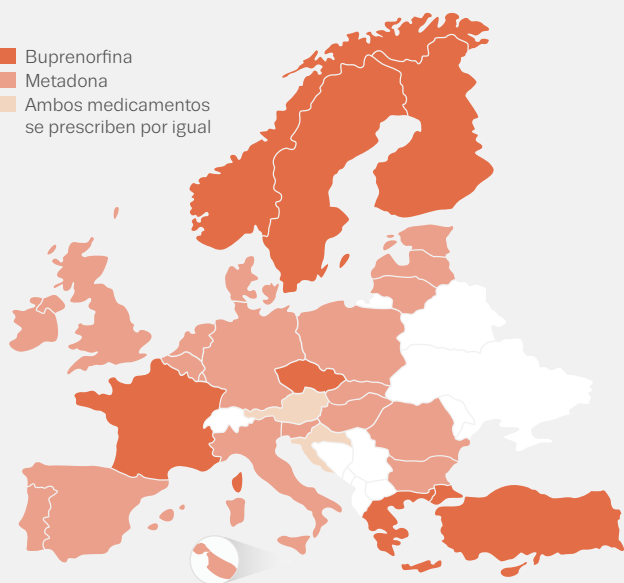 Buprenorfina
Metadona
Ambos medicamentos
se prescriben por igual